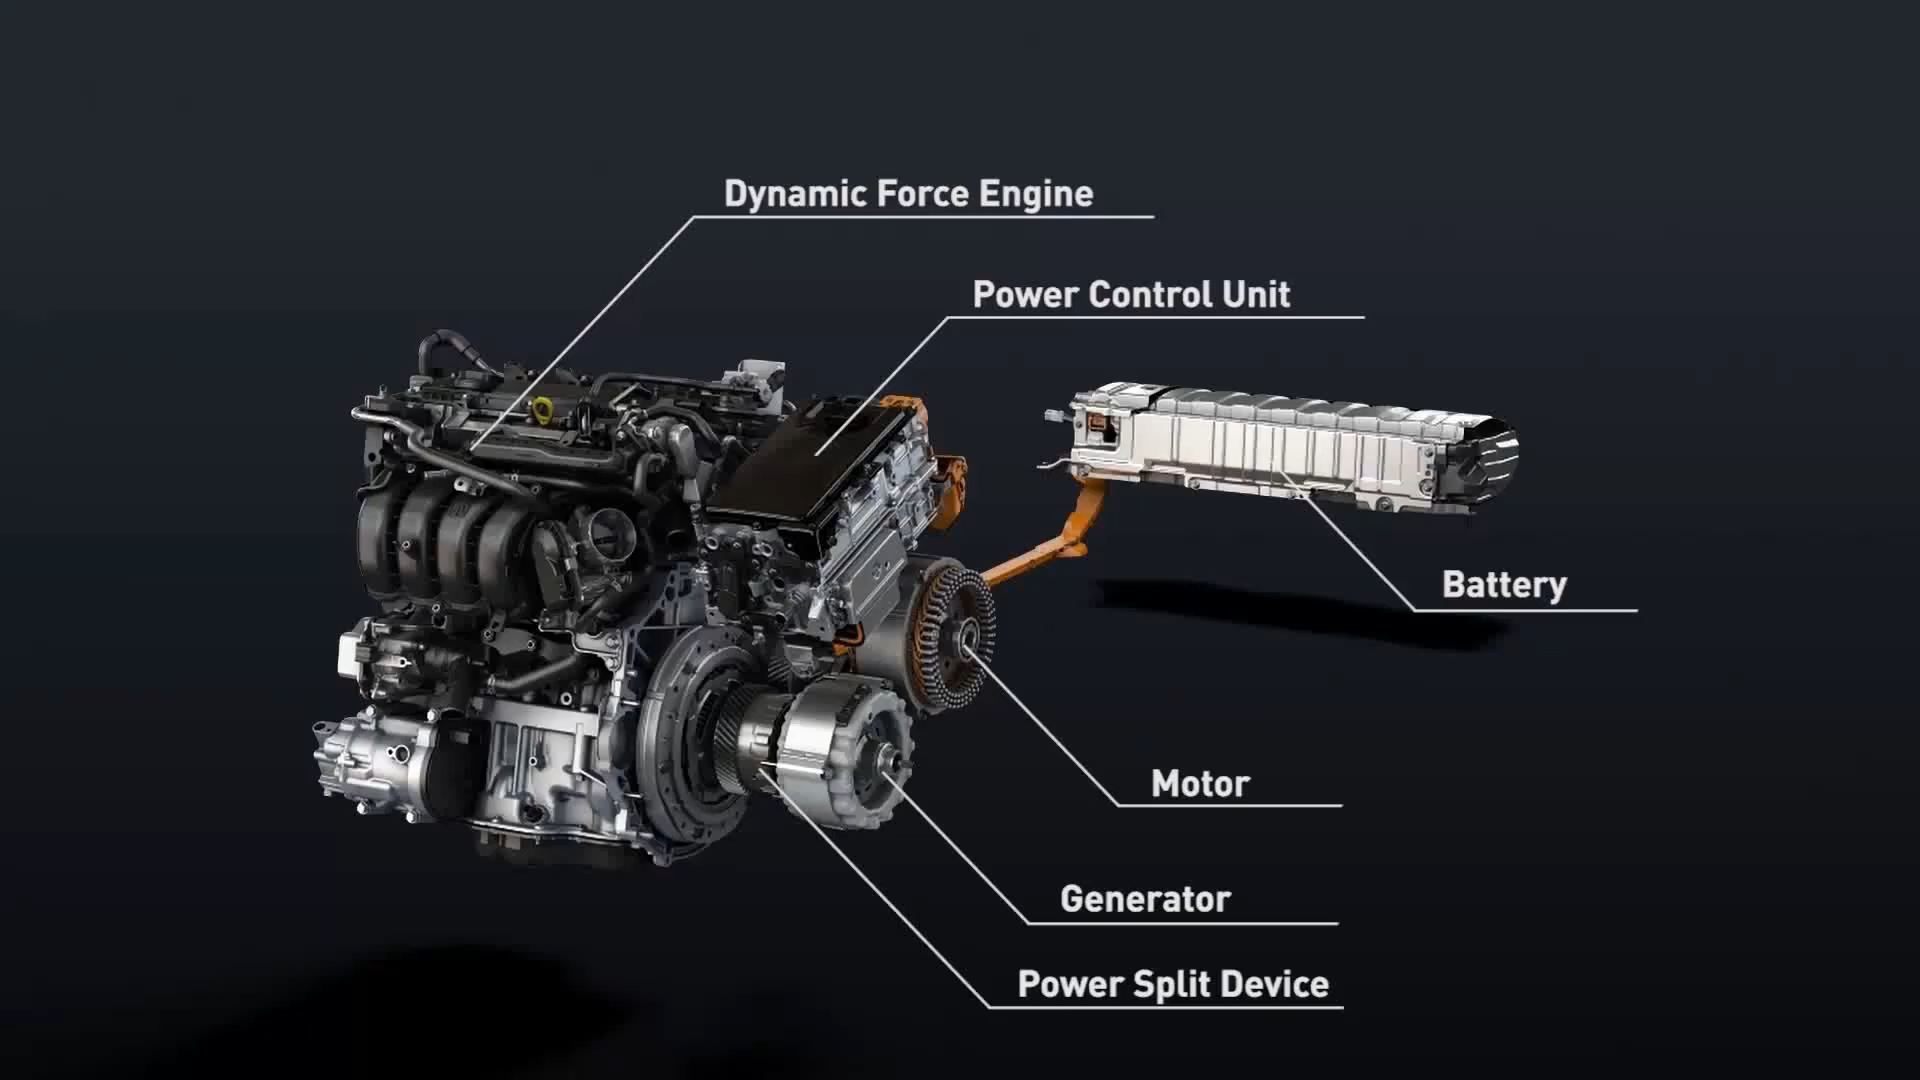 Dynamic Force Engine
Power Control Unit
Battery
Motor
Generator
Power Split Device